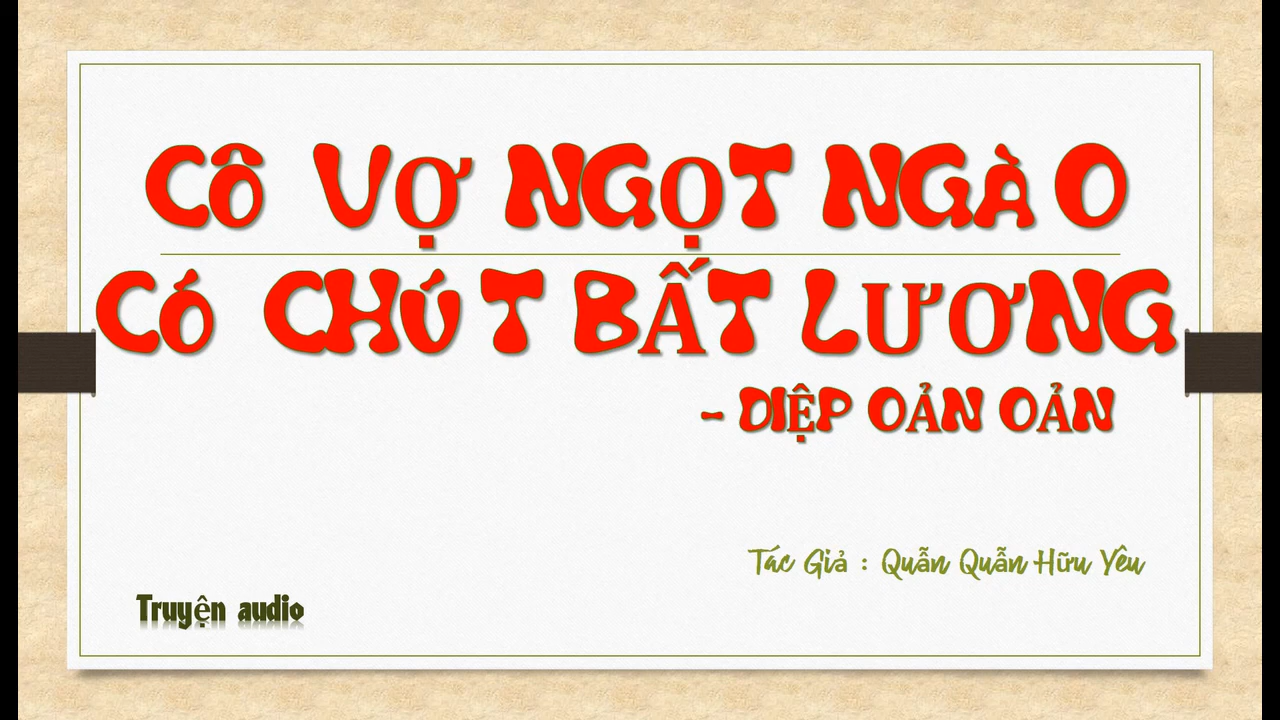 CÔ VỢ NGỌT NGÀO
CÓ CHÚT BẤT LƯƠNG
- DIỆP OẢN OẢN
Tác Giả : Quẫn Quẫn Hữu Yêu
Truyện audio